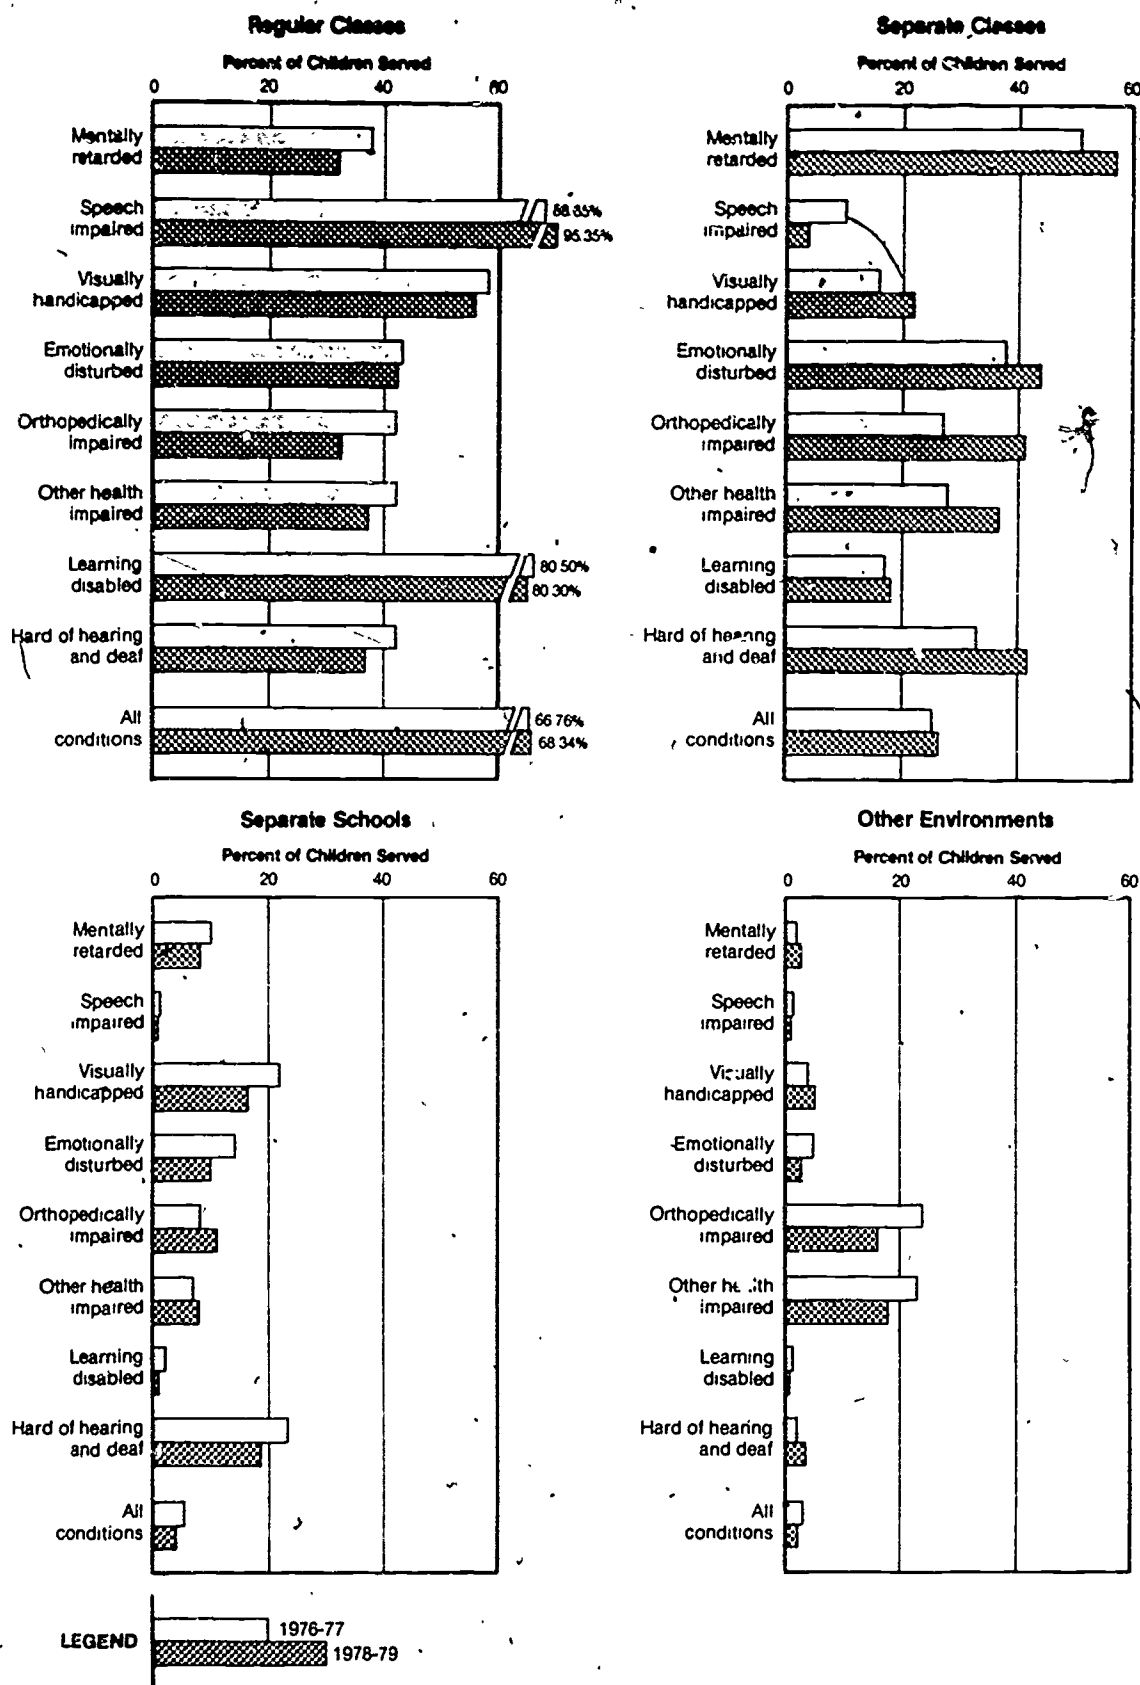 Regular Classes
Percent of Children Served
0 20 40 60
Mentally
retarded
Speech
impaired
88.85%
95.35%
Visually
handicapped
Emotionally
disturbed
Orthopedically
impaired
Other health
impaired
Learning
disabled
80 50%
80 30%
Hard of hearing
and deaf
All
conditions
66 76%
68 34%
Separate Classes
Percent of Children Served
0 20 40 60
Mentally
retarded
Speech
impaired
Visually
handicapped
Emotionally
disturbed
Orthopedically
impaired
Other health
impaired
Learning
disabled
Hard of hearing
and deaf
All
conditions
Separate Schools
Percent of Children Served
0 20 40 60
Mentally
retarded
Speech
impaired
Visually
handicapped
Emotionally
disturbed
Orthopedically
impaired
Other health
impaired
Learning
disabled
Hard of hearing
and deaf
All
conditions
Other Environments
Percent of Children Served
0 20 40 60
Mentally
retarded
Speech
impaired
Visually
handicapped
Emotionally
disturbed
Orthopedically
impaired
Other health
impaired
Learning
disabled
Hard of hearing
and deaf
All
conditions
LEGEND
1976-77
1978-79